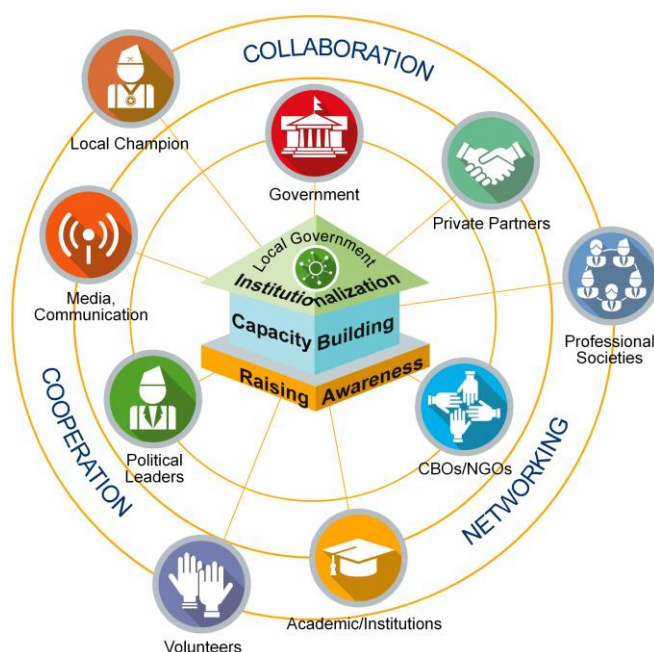 COLLABORATION
Local Champion
Government
Private Partners
Media,
Communication
Local Government
Institutionalization
Capacity Building
Raising Awareness
Professional
Societies
Political
Leaders
CBOs/NGOs
COOPERATION
NETWORKING
Volunteers
Academic/Institutions